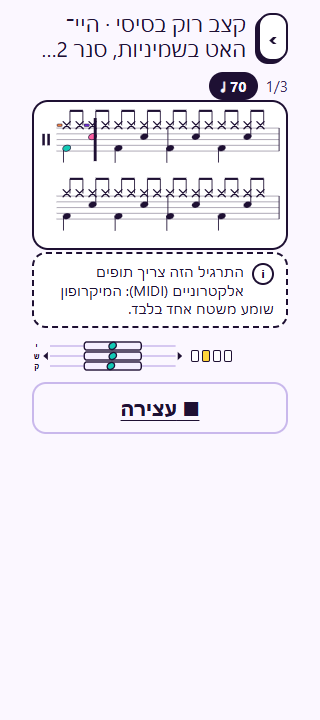 קצב רוק בסיסי · היי־
האט בשמיניות, סנר 2...
1/3
♩ 70
התרגיל הזה צריך תופים
אלקטרוניים (MIDI): המיקרופון
שומע משטח אחד בלבד.
י
ש
ק
עצירה